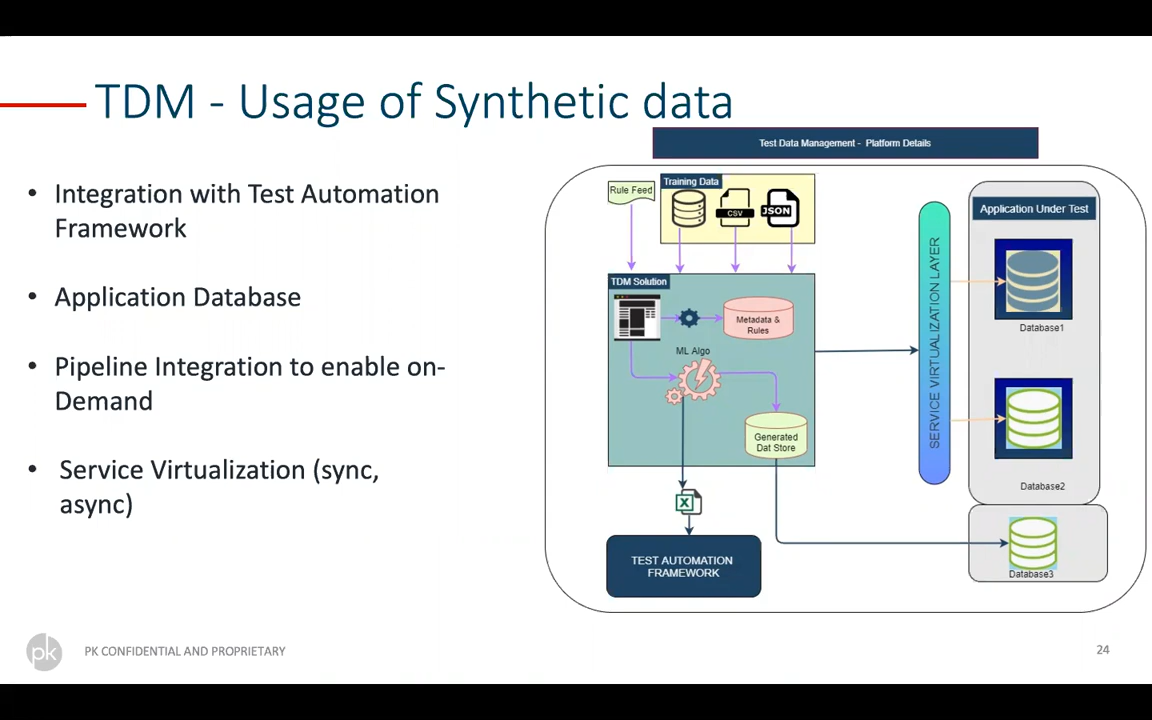 TDM - Usage of Synthetic data
• Integration with Test Automation
Framework
• Application Database
• Pipeline Integration to enable on-
Demand
• Service Virtualization (sync,
async)
Test Data Management - Platform Details
Rule Feed
Training Data
CSV
JSON
TDM Solution
Metadata &
Rules
ML Algo
Generated
Dat Store
X
TEST AUTOMATION
FRAMEWORK
SERVICE VIRTUALIZATION LAYER
Application Under Test
Database1
Database2
Database3
pk
PK CONFIDENTIAL AND PROPRIETARY
24